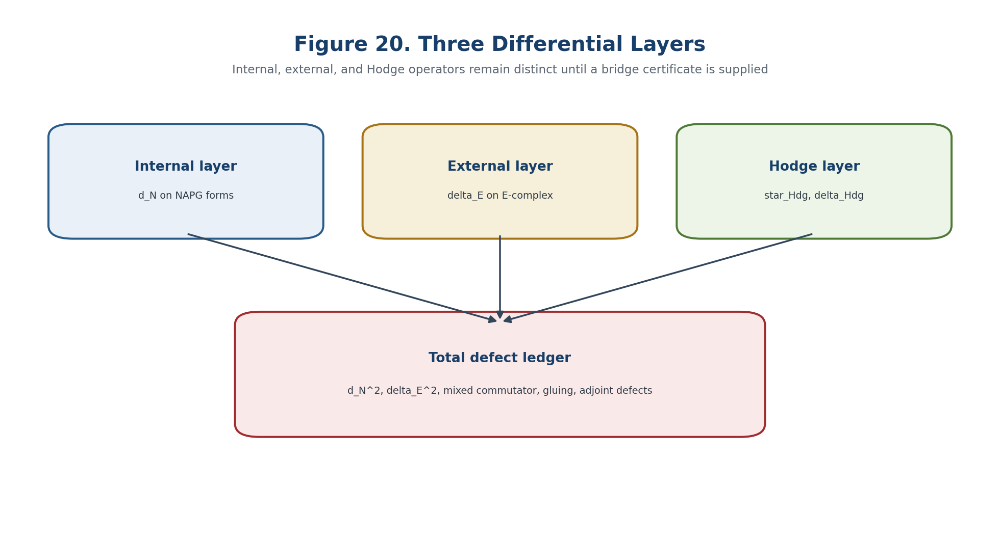 Figure 20. Three Differential Layers
Internal, external, and Hodge operators remain distinct until a bridge certificate is supplied
Internal layer
d_N on NAPG forms
External layer
delta_E on E-complex
Hodge layer
star_Hdg, delta_Hdg
Total defect ledger
d_N^2, delta_E^2, mixed commutator, gluing, adjoint defects